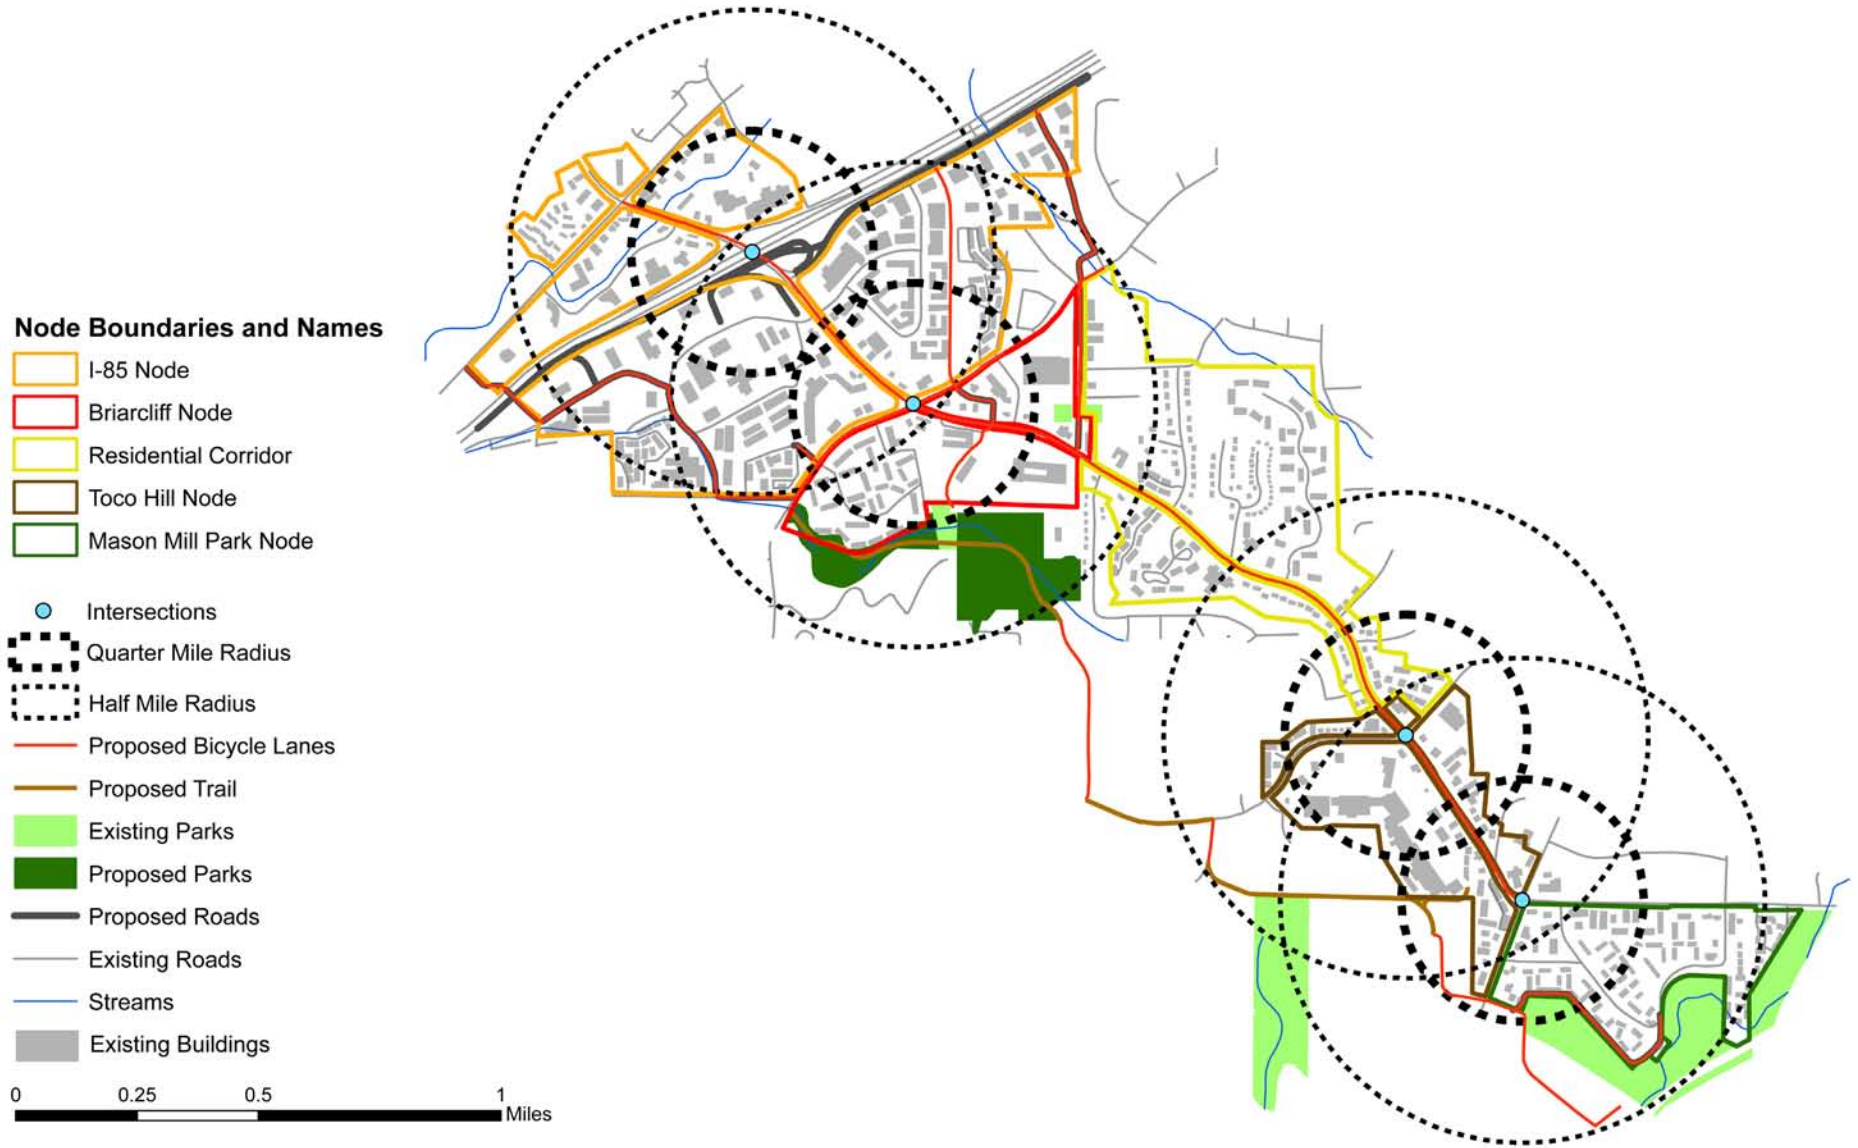 Node Boundaries and Names
I-85 Node
Briarcliff Node
Residential Corridor
Toco Hill Node
Mason Mill Park Node
Intersections
Quarter Mile Radius
Half Mile Radius
Proposed Bicycle Lanes
Proposed Trail
Existing Parks
Proposed Parks
Proposed Roads
Existing Roads
Streams
Existing Buildings
0 0.25 0.5 1
Miles